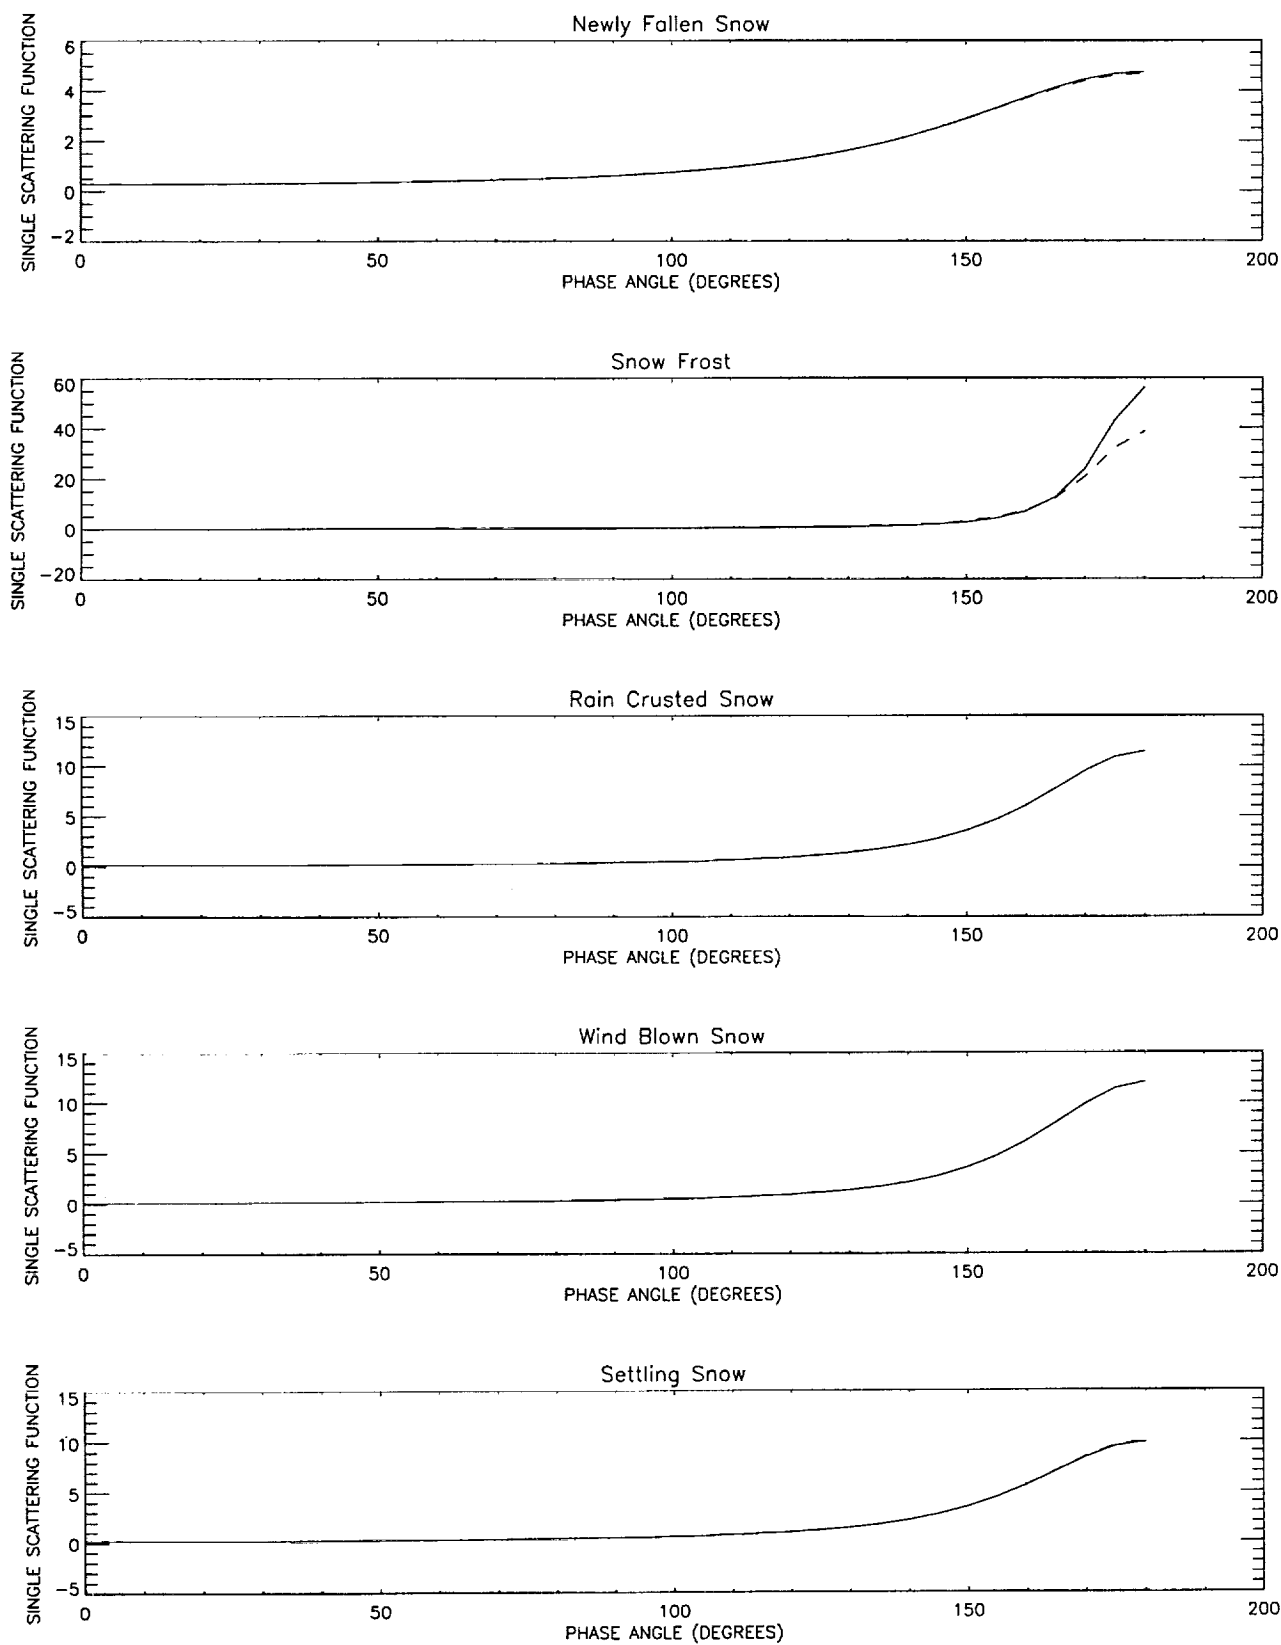 Newly Fallen Snow
SINGLE SCATTERING FUNCTION
6
4
2
0
-2
0 50 100 150 200
PHASE ANGLE (DEGREES)
Snow Frost
SINGLE SCATTERING FUNCTION
60
40
20
0
-20
0 50 100 150 200
PHASE ANGLE (DEGREES)
Rain Crusted Snow
SINGLE SCATTERING FUNCTION
15
10
5
0
-5
0 50 100 150 200
PHASE ANGLE (DEGREES)
Wind Blown Snow
SINGLE SCATTERING FUNCTION
15
10
5
0
-5
0 50 100 150 200
PHASE ANGLE (DEGREES)
Settling Snow
SINGLE SCATTERING FUNCTION
15
10
5
0
-5
0 50 100 150 200
PHASE ANGLE (DEGREES)